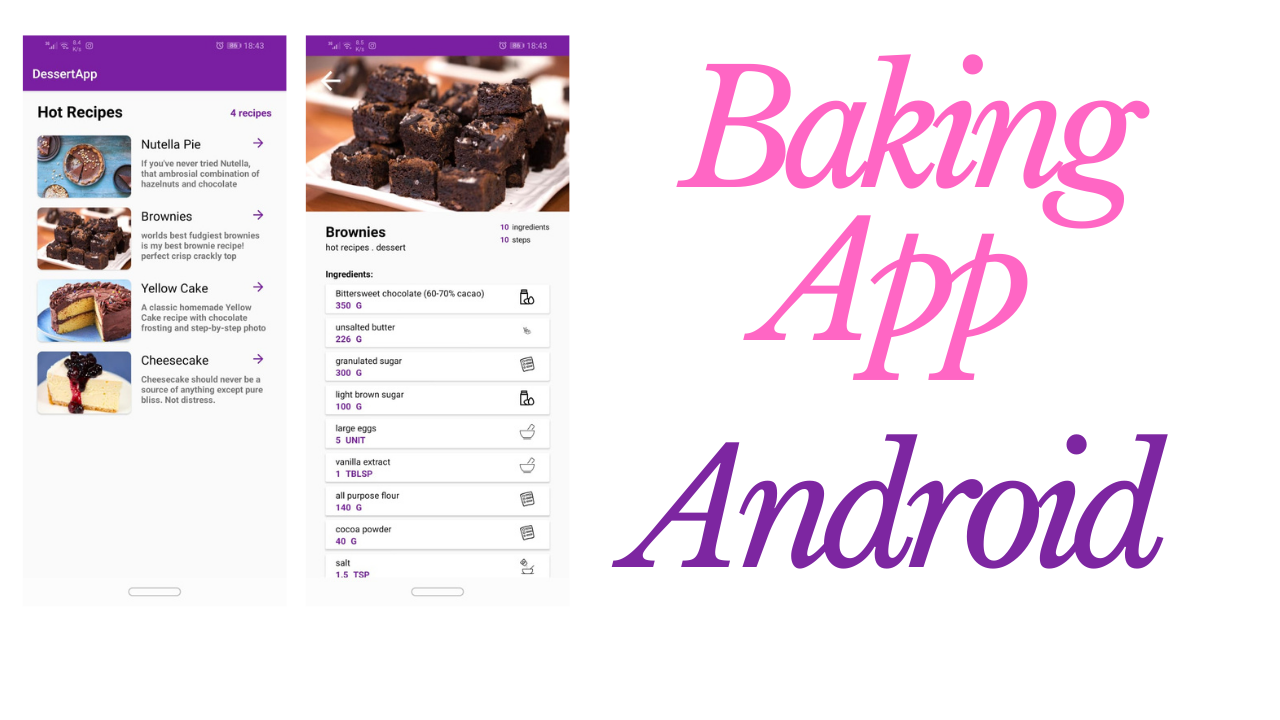 18:43
DessertApp
Hot Recipes
4 recipes
Nutella Pie
If you've never tried Nutella,
that ambrosial combination of
hazelnuts and chocolate
Brownies
worlds best fudgiest brownies
is my best brownie recipe!
perfect crisp crackly top
Yellow Cake
A classic homemade Yellow
Cake recipe with chocolate
frosting and step-by-step photo
Cheesecake
Cheesecake should never be a
source of anything except pure
bliss. Not distress.
18:43
Brownies
10 ingredients
hot recipes . dessert
10 steps
Ingredients:
Bittersweet chocolate (60-70% cacao)
350 G
unsalted butter
226 G
granulated sugar
300 G
light brown sugar
100 G
large eggs
5 UNIT
vanilla extract
1 TBLSP
all purpose flour
140 G
cocoa powder
40 G
salt
1.5 TSP
Baking
App
Android